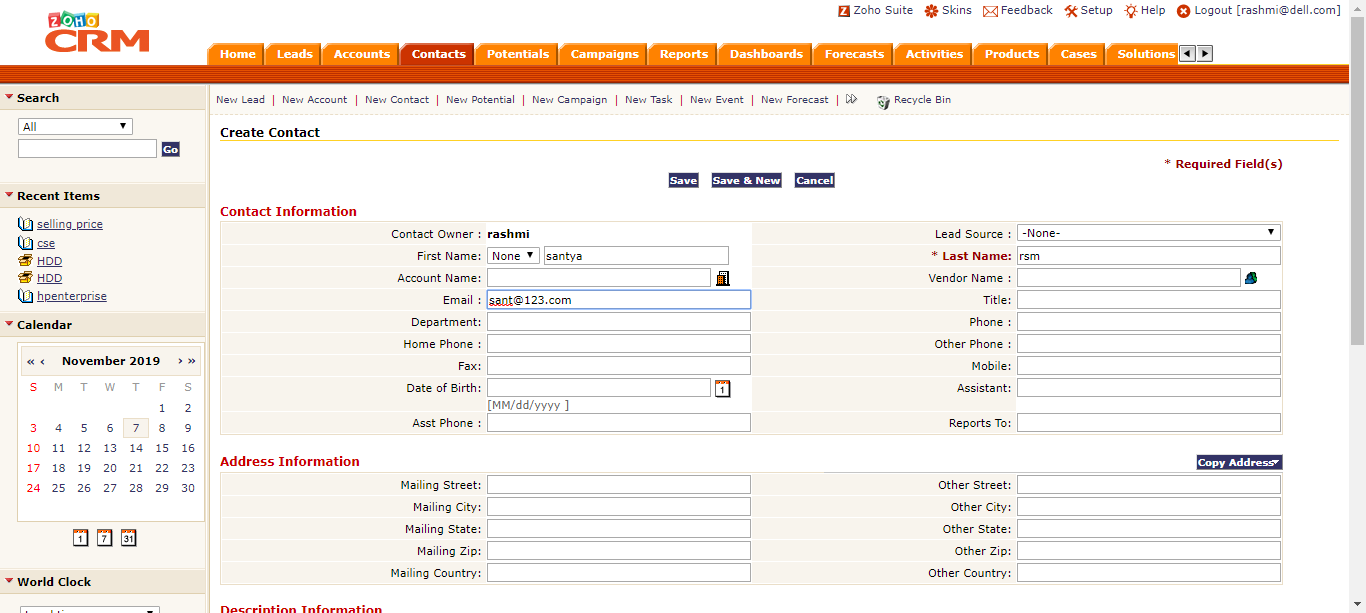 Zoho Suite Skins Feedback Setup Help Logout [rashmi@dell.com]
ZOHO
CRM
Home Leads Accounts Contacts Potentials Campaigns Reports Dashboards Forecasts Activities Products Cases Solutions
Search
All
Go
Recent Items
selling price
cse
HDD
HDD
hpenterprise
Calendar
« ‹ November 2019 › »
S M T W T F S
1 2
3 4 5 6 7 8 9
10 11 12 13 14 15 16
17 18 19 20 21 22 23
24 25 26 27 28 29 30
1 7 31
World Clock
New Lead | New Account | New Contact | New Potential | New Campaign | New Task | New Event | New Forecast | Recycle Bin
Create Contact
* Required Field(s)
Save Save & New Cancel
Contact Information
Contact Owner : rashmi Lead Source : -None-
First Name: None santya * Last Name: rsm
Account Name: Vendor Name :
Email : sant@123.com Title:
Department: Phone :
Home Phone : Other Phone :
Fax: Mobile:
Date of Birth: 1 Assistant:
[MM/dd/yyyy ]
Asst Phone : Reports To:
Address Information Copy Address
Mailing Street: Other Street:
Mailing City: Other City:
Mailing State: Other State:
Mailing Zip: Other Zip:
Mailing Country: Other Country:
Description Information